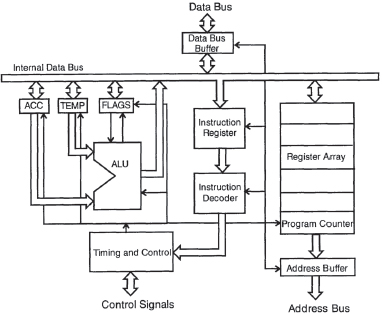 Data Bus
Data Bus
Buffer
Internal Data Bus
ACC
TEMP
FLAGS
ALU
Instruction
Register
Instruction
Decoder
Register Array
Program Counter
Timing and Control
Address Buffer
Control Signals
Address Bus